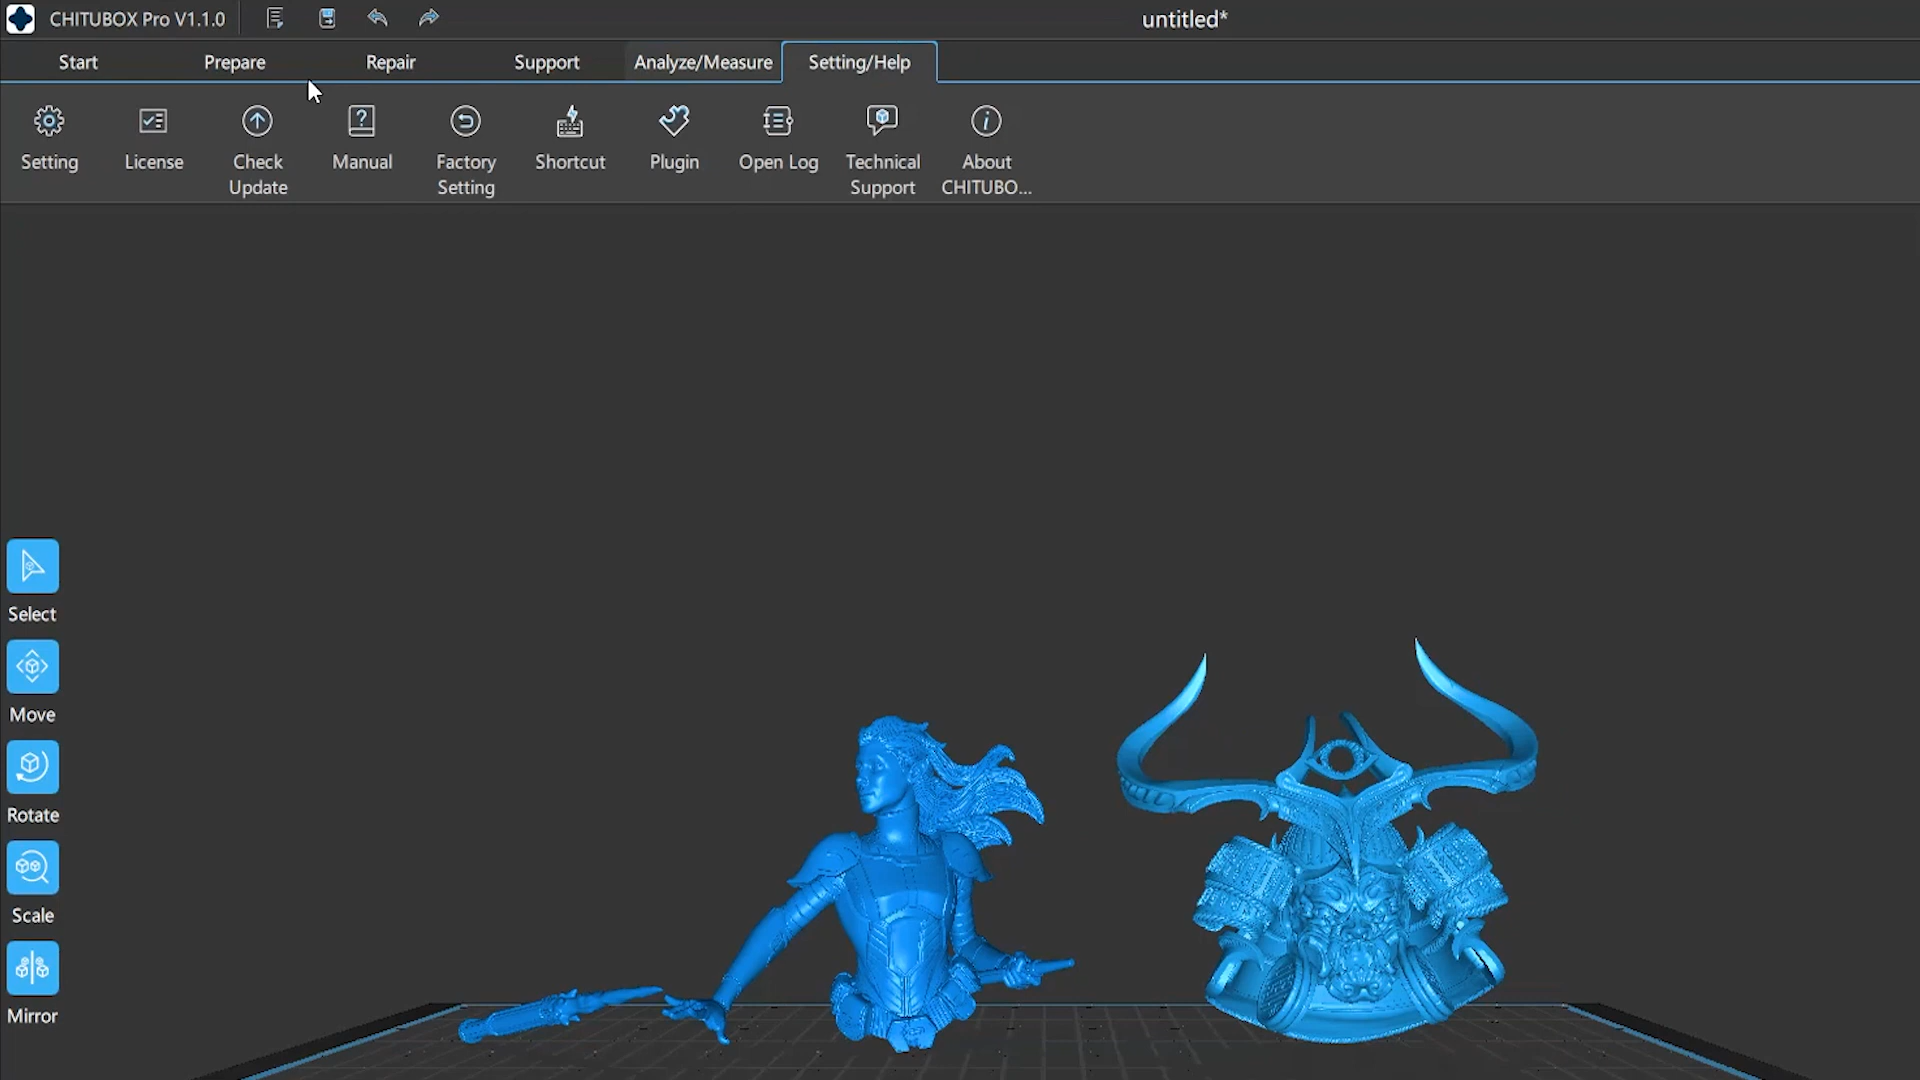 CHITUBOX Pro V1.1.0
untitled*
Start
Prepare
Repair
Support
Analyze/Measure
Setting/Help
Setting
License
Check
Update
Manual
Factory
Setting
Shortcut
Plugin
Open Log
Technical
Support
About
CHITUBO...
Select
Move
Rotate
Scale
Mirror